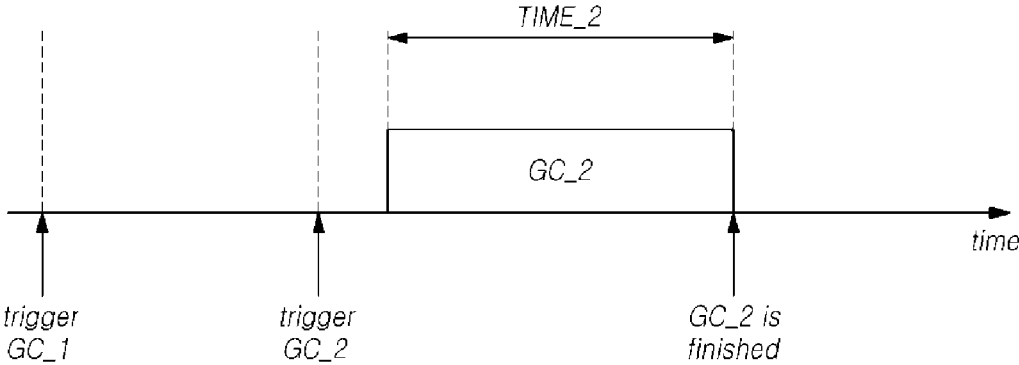 TIME_2
GC_2
time
trigger
GC_1
trigger
GC_2
GC_2 is
finished